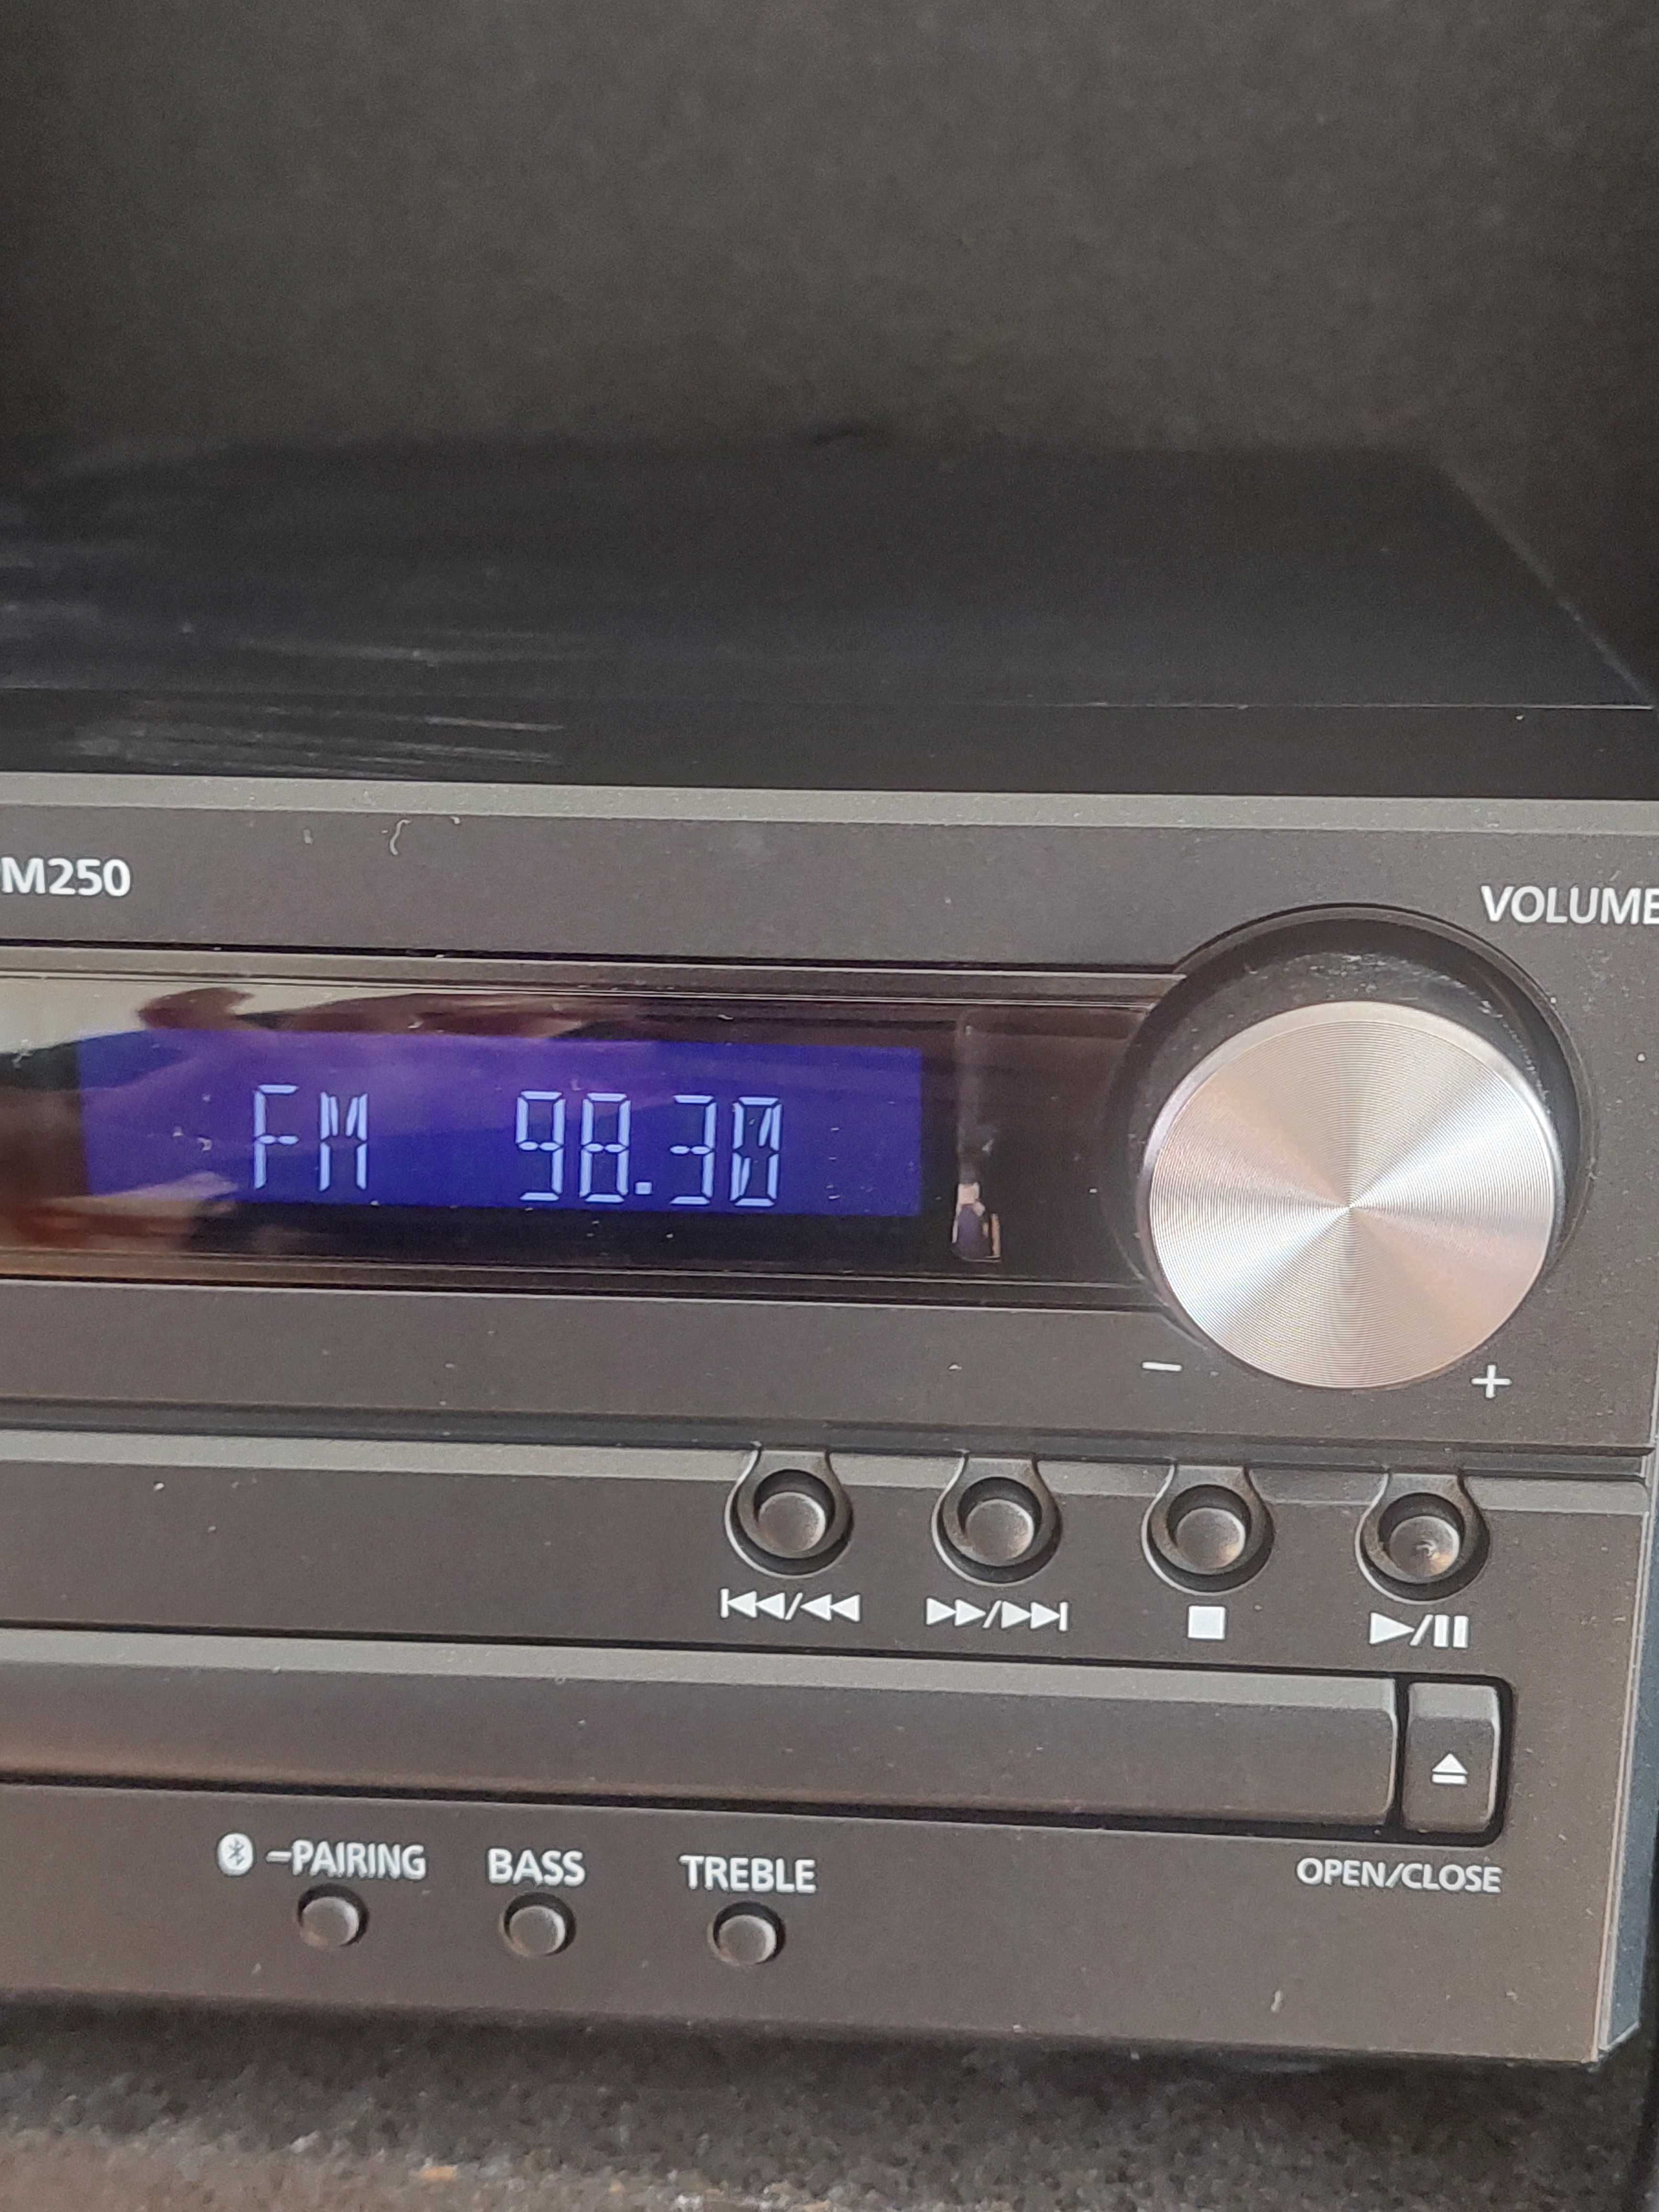 M250
VOLUME
FM 98.30
− +
⏮◀◀/◀◀ ▶▶/▶▶⏭ ■ ▶/II
⏏
OPEN/CLOSE
–PAIRING BASS TREBLE